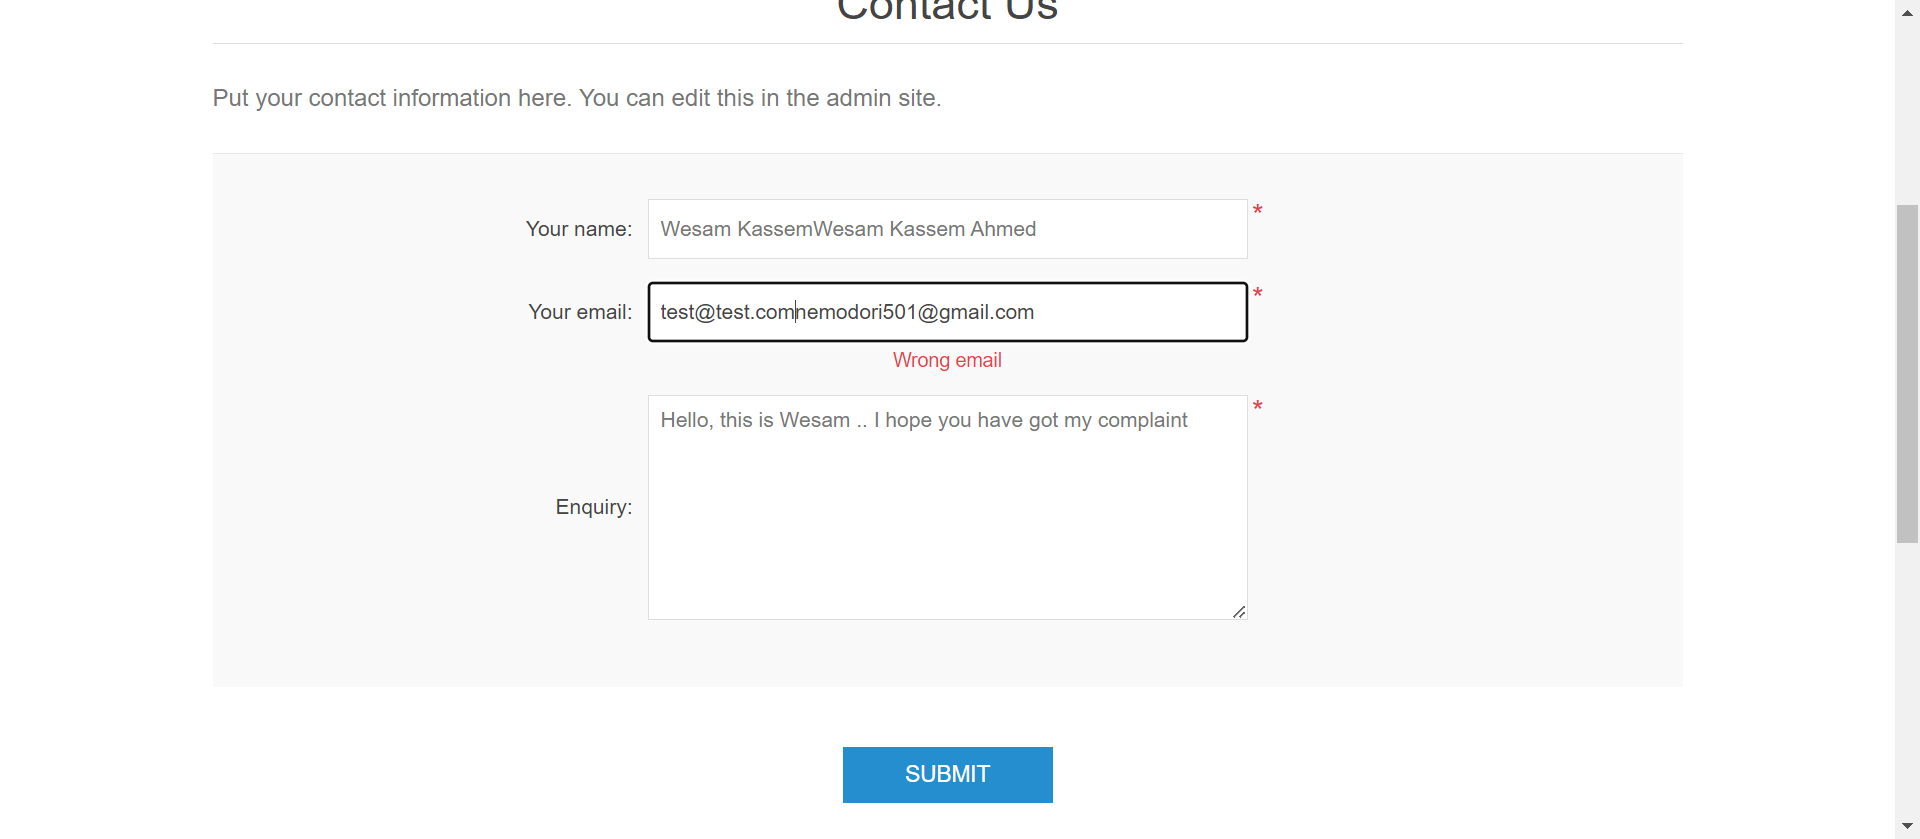 Contact Us
Put your contact information here. You can edit this in the admin site.
Your name: Wesam KassemWesam Kassem Ahmed *
Your email: test@test.comnemodori501@gmail.com *
Wrong email
Hello, this is Wesam .. I hope you have got my complaint *
Enquiry:
SUBMIT